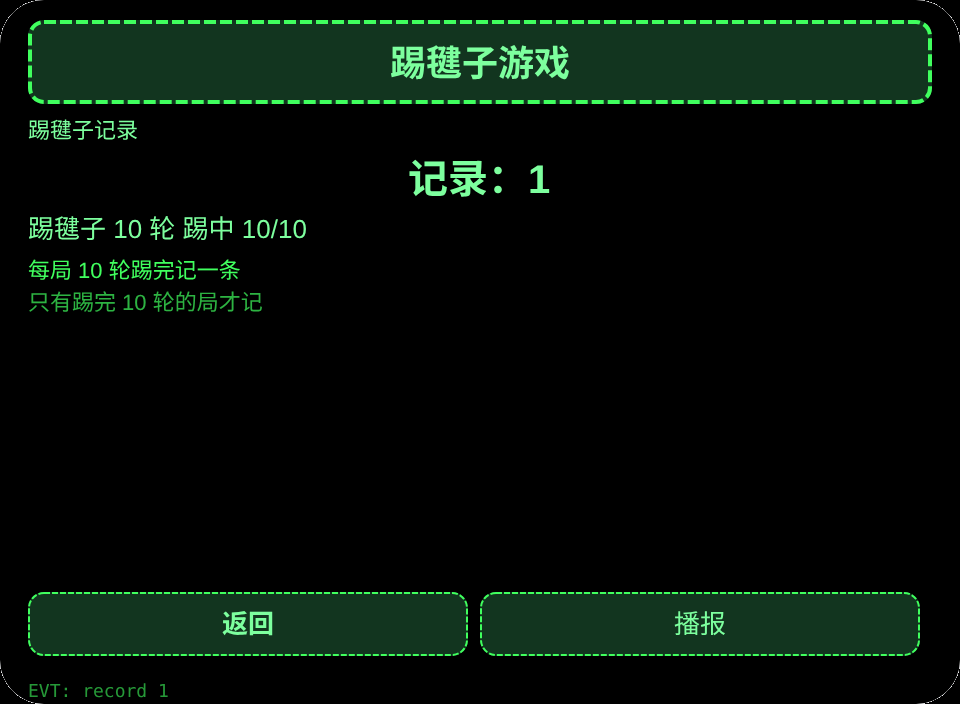 踢毽子游戏
踢毽子记录
记录：1
踢毽子 10 轮 踢中 10/10
每局 10 轮踢完记一条
只有踢完 10 轮的局才记
返回
播报
EVT: record 1